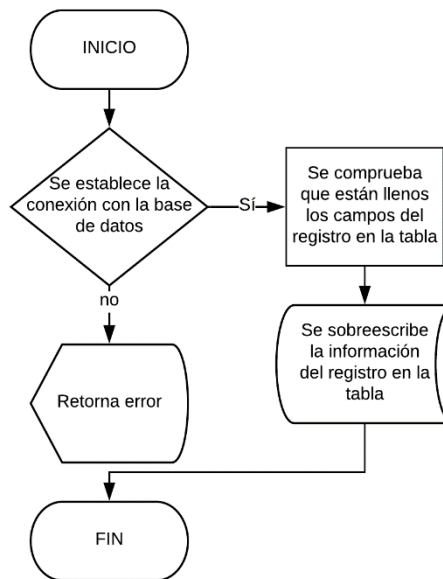 INICIO
Se establece la
conexión con la base
de datos
Sí
Se comprueba
que están llenos
los campos del
registro en la tabla
no
Se sobreescribe
la información
del registro en la
tabla
Retorna error
FIN